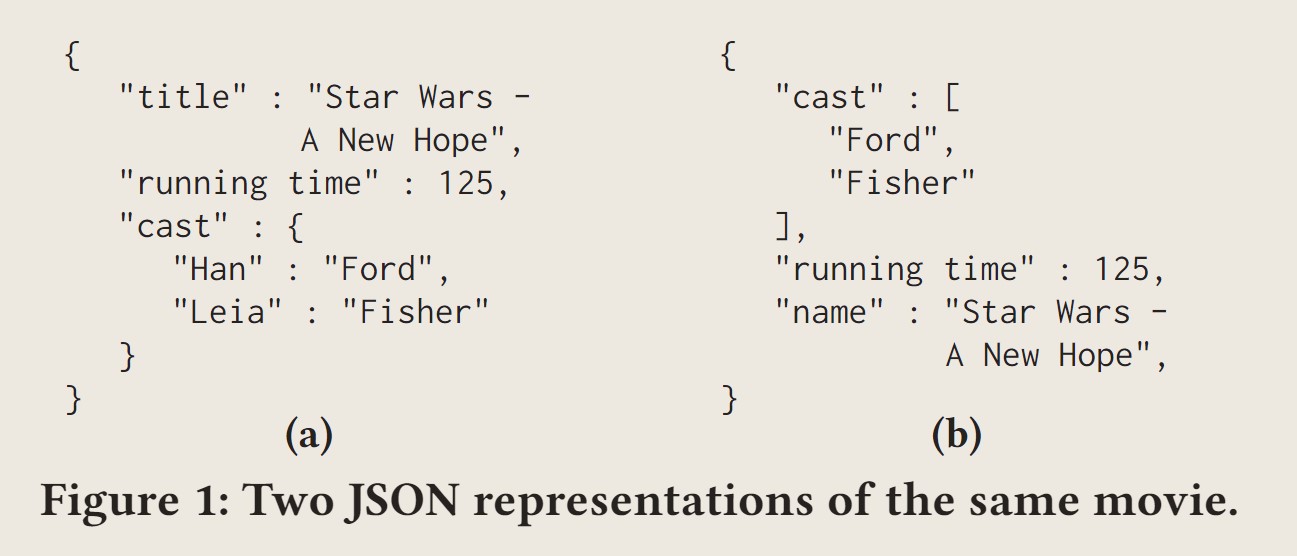 {
"title" : "Star Wars -
A New Hope",
"running time" : 125,
"cast" : {
"Han" : "Ford",
"Leia" : "Fisher"
}
}
(a)
{
"cast" : [
"Ford",
"Fisher"
],
"running time" : 125,
"name" : "Star Wars -
A New Hope",
}
(b)
Figure 1: Two JSON representations of the same movie.